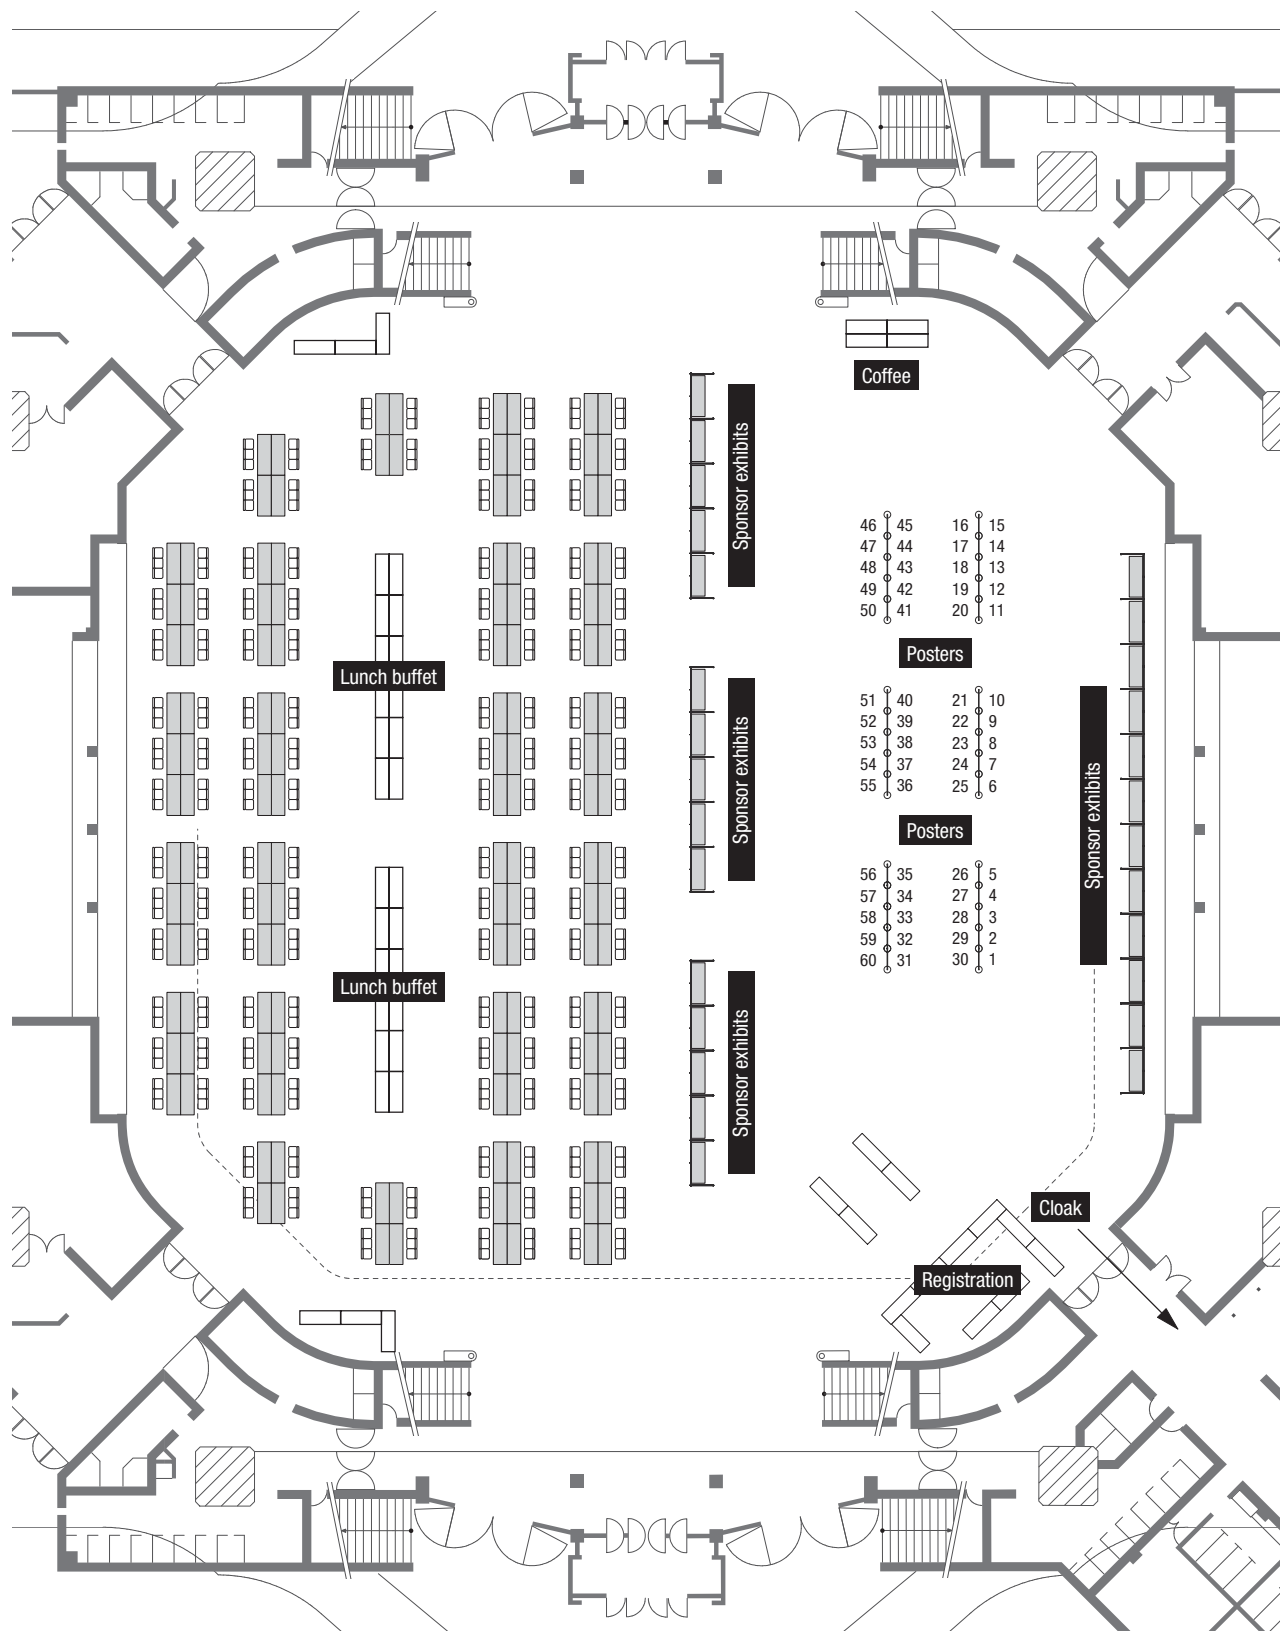 Coffee
Sponsor exhibits
46 45 16 15
47 44 17 14
48 43 18 13
49 42 19 12
50 41 20 11
Posters
Lunch buffet
51 40 21 10
52 39 22 9
53 38 23 8
54 37 24 7
55 36 25 6
Sponsor exhibits
Sponsor exhibits
Posters
56 35 26 5
57 34 27 4
58 33 28 3
59 32 29 2
60 31 30 1
Lunch buffet
Sponsor exhibits
Cloak
Registration